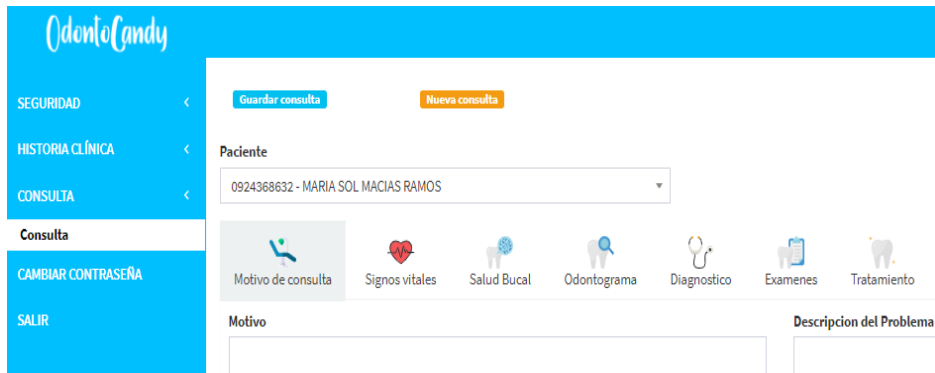 OdontoCandy
SEGURIDAD
HISTORIA CLÍNICA
CONSULTA
Consulta
CAMBIAR CONTRASEÑA
SALIR
Guardar consulta Nueva consulta
Paciente
0924368632 - MARIA SOL MACIAS RAMOS
Motivo de consulta Signos vitales Salud Bucal Odontograma Diagnostico Examenes Tratamiento
Motivo Descripcion del Problema